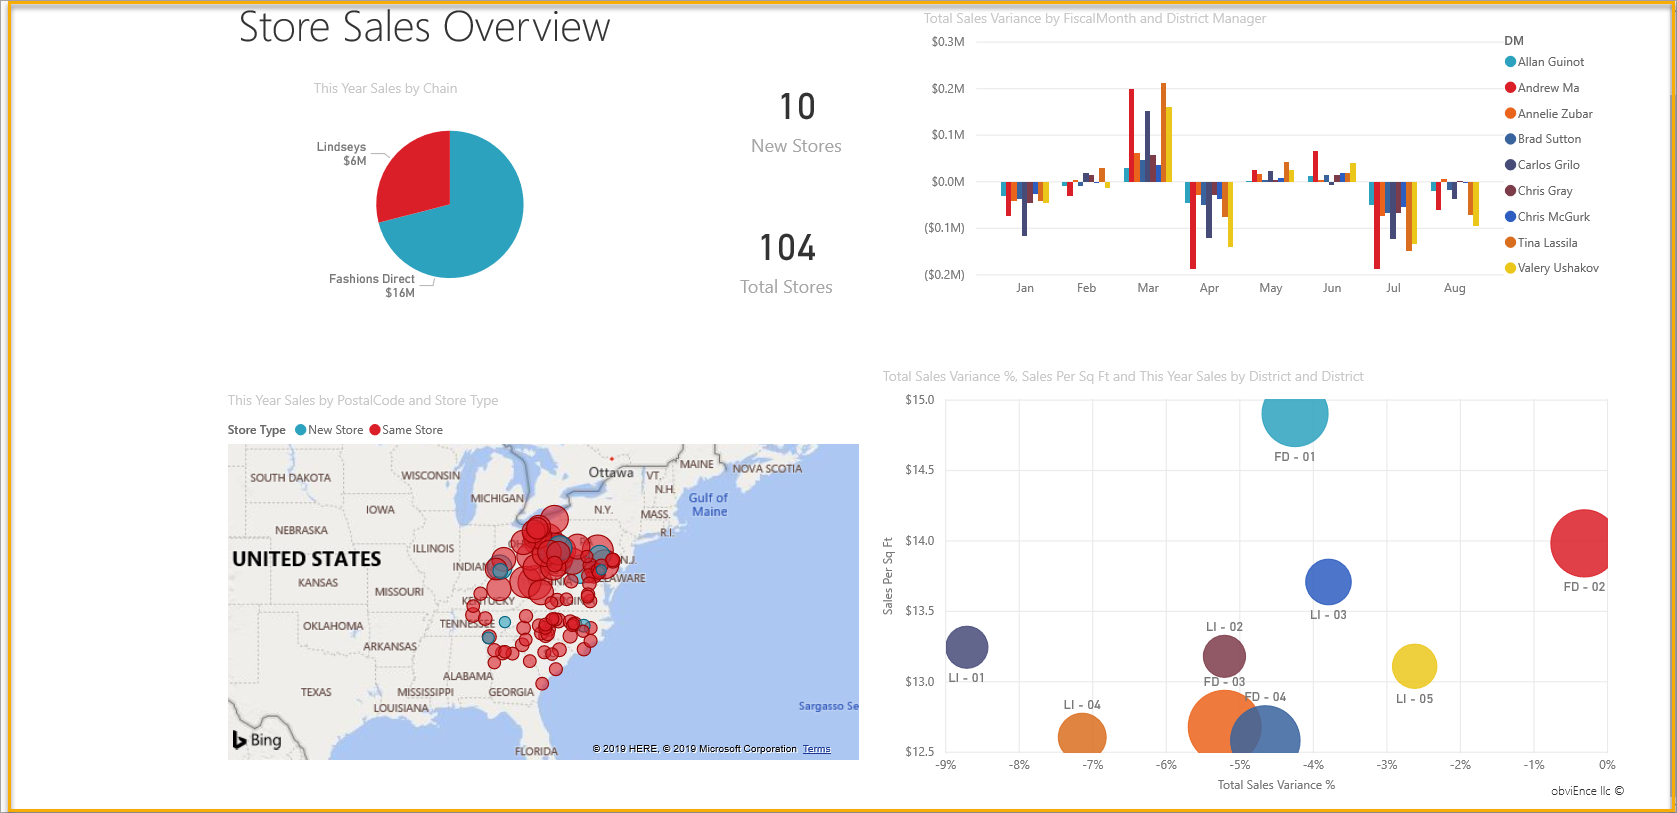 Store Sales Overview
This Year Sales by Chain
Lindseys
$6M
Fashions Direct
$16M
10
New Stores
104
Total Stores
Total Sales Variance by FiscalMonth and District Manager
$0.3M
$0.2M
$0.1M
$0.0M
($0.1M)
($0.2M)
Jan Feb Mar Apr May Jun Jul Aug
DM
Allan Guinot
Andrew Ma
Annelie Zubar
Brad Sutton
Carlos Grilo
Chris Gray
Chris McGurk
Tina Lassila
Valery Ushakov
This Year Sales by PostalCode and Store Type
Store Type New Store Same Store
Ottawa
MAINE
NOVA SCOTIA
SOUTH DAKOTA
WISCONSIN
VT.
MICHIGAN
N.H.
Gulf of
Maine
IOWA
N.Y.
MASS.
NEBRASKA
R.I.
ILLINOIS
UNITED STATES
INDIAN
N.J.
KANSAS
LAWARE
MISSOURI
KENTUCKY
OKLAHOMA
TENNESSEE
ARKANSAS
ALABAMA
TEXAS
MISSISSIPPI
GEORGIA
LOUISIANA
Sargasso Se
Bing
FLORIDA
© 2019 HERE, © 2019 Microsoft Corporation Terms
Total Sales Variance %, Sales Per Sq Ft and This Year Sales by District and District
Sales Per Sq Ft
$15.0
$14.5
$14.0
$13.5
$13.0
$12.5
FD - 01
FD - 02
LI - 03
LI - 02
LI - 01
FD - 03
FD - 04
LI - 05
LI - 04
-9% -8% -7% -6% -5% -4% -3% -2% -1% 0%
Total Sales Variance %
obviEnce llc ©